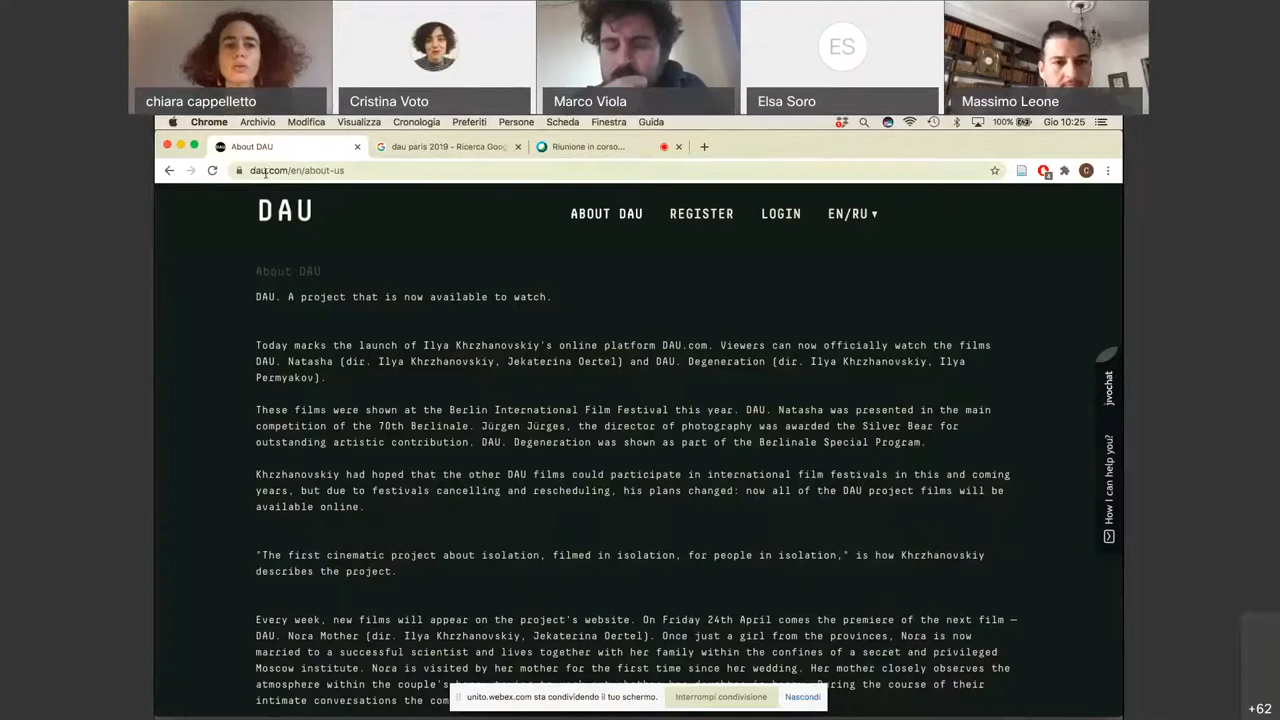 ES
chiara cappelletto
Cristina Voto
Marco Viola
Elsa Soro
Massimo Leone
Chrome Archivio Modifica Visualizza Cronologia Preferiti Persone Scheda Finestra Guida 100% Gio 10:25
About DAU
dau paris 2019 - Ricerca Goog
Riunione in corso...
dau.com/en/about-us
DAU
ABOUT DAU REGISTER LOGIN EN/RU ▾
About DAU
DAU. A project that is now available to watch.
Today marks the launch of Ilya Khrzhanovskiy's online platform DAU.com. Viewers can now officially watch the films
DAU. Natasha (dir. Ilya Khrzhanovskiy, Jekaterina Oertel) and DAU. Degeneration (dir. Ilya Khrzhanovskiy, Ilya
Permyakov).
These films were shown at the Berlin International Film Festival this year. DAU. Natasha was presented in the main
competition of the 70th Berlinale. Jürgen Jürges, the director of photography was awarded the Silver Bear for
outstanding artistic contribution. DAU. Degeneration was shown as part of the Berlinale Special Program.
Khrzhanovskiy had hoped that the other DAU films could participate in international film festivals in this and coming
years, but due to festivals cancelling and rescheduling, his plans changed: now all of the DAU project films will be
available online.
"The first cinematic project about isolation, filmed in isolation, for people in isolation," is how Khrzhanovskiy
describes the project.
Every week, new films will appear on the project's website. On Friday 24th April comes the premiere of the next film —
DAU. Nora Mother (dir. Ilya Khrzhanovskiy, Jekaterina Oertel). Once just a girl from the provinces, Nora is now
married to a successful scientist and lives together with her family within the confines of a secret and privileged
Moscow institute. Nora is visited by her mother for the first time since her wedding. Her mother closely observes the
atmosphere within the couple's During the course of their
intimate conversations the com
jivochat
How I can help you?
unito.webex.com sta condividendo il tuo schermo. Interrompi condivisione Nascondi
+62